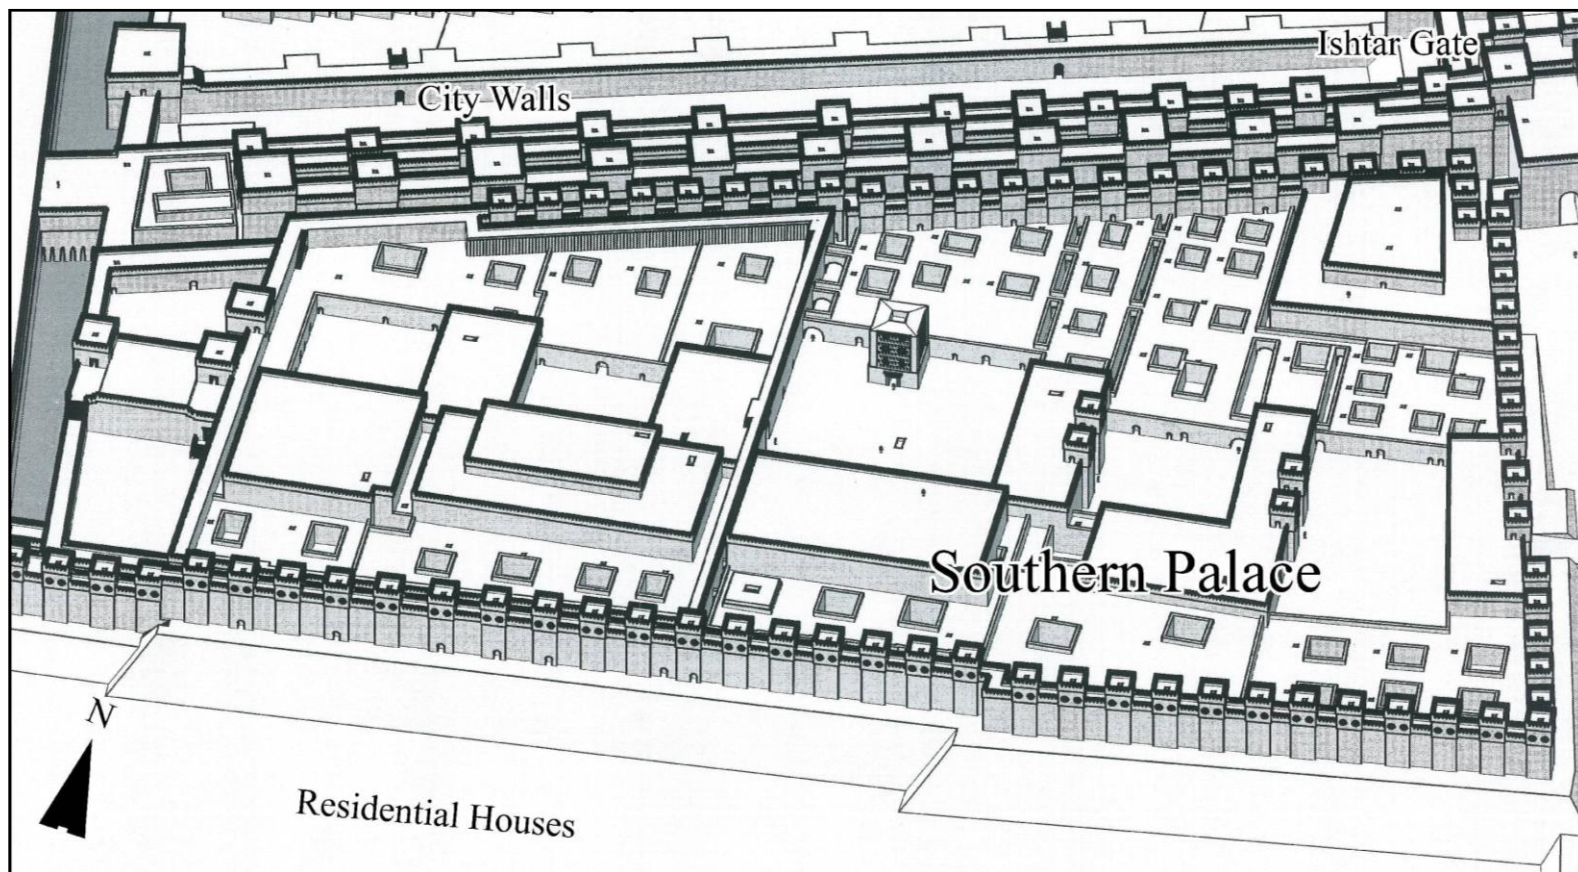 Ishtar Gate
City Walls
Southern Palace
N
Residential Houses